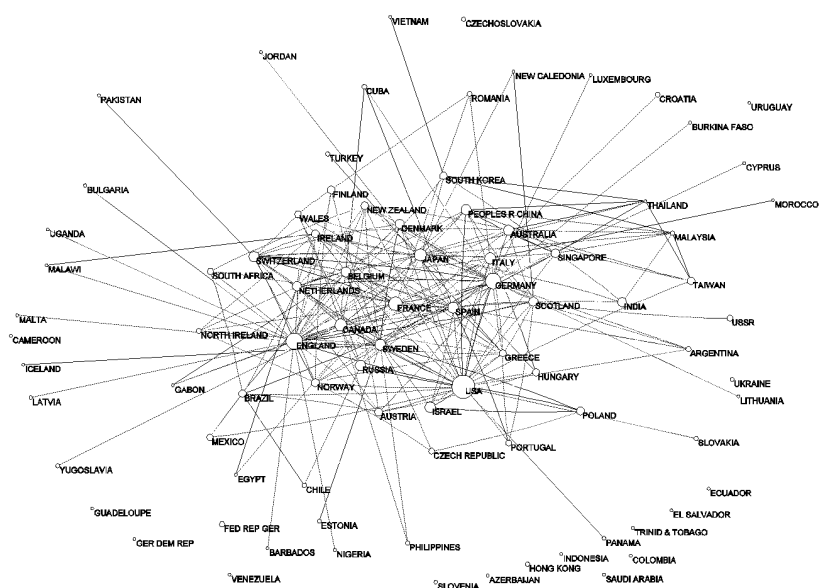 VIETNAM
CZECHOSLOVAKIA
JORDAN
NEW CALEDONIA
LUXEMBOURG
CUBA
ROMANIA
CROATIA
PAKISTAN
URUGUAY
BURKINA FASO
TURKEY
CYPRUS
SOUTH KOREA
BULGARIA
FINLAND
THAILAND
MOROCCO
NEW ZEALAND
PEOPLES R CHINA
WALES
DENMARK
AUSTRALIA
UGANDA
IRELAND
MALAYSIA
SWITZERLAND
JAPAN
ITALY
SINGAPORE
MALAWI
SOUTH AFRICA
BELGIUM
GERMANY
TAIWAN
NETHERLANDS
FRANCE
SPAIN
SCOTLAND
INDIA
MALTA
USSR
NORTH IRELAND
CANADA
CAMEROON
ENGLAND
SWEDEN
ARGENTINA
GREECE
ICELAND
RUSSIA
HUNGARY
GABON
NORWAY
USA
UKRAINE
LATVIA
BRAZIL
LITHUANIA
AUSTRIA
ISRAEL
POLAND
MEXICO
SLOVAKIA
PORTUGAL
CZECH REPUBLIC
YUGOSLAVIA
EGYPT
CHILE
ECUADOR
GUADELOUPE
EL SALVADOR
FED REP GER
ESTONIA
TRINID & TOBAGO
GER DEM REP
PANAMA
BARBADOS
NIGERIA
PHILIPPINES
INDONESIA
COLOMBIA
HONG KONG
VENEZUELA
AZERBAIJAN
SAUDI ARABIA
SLOVENIA